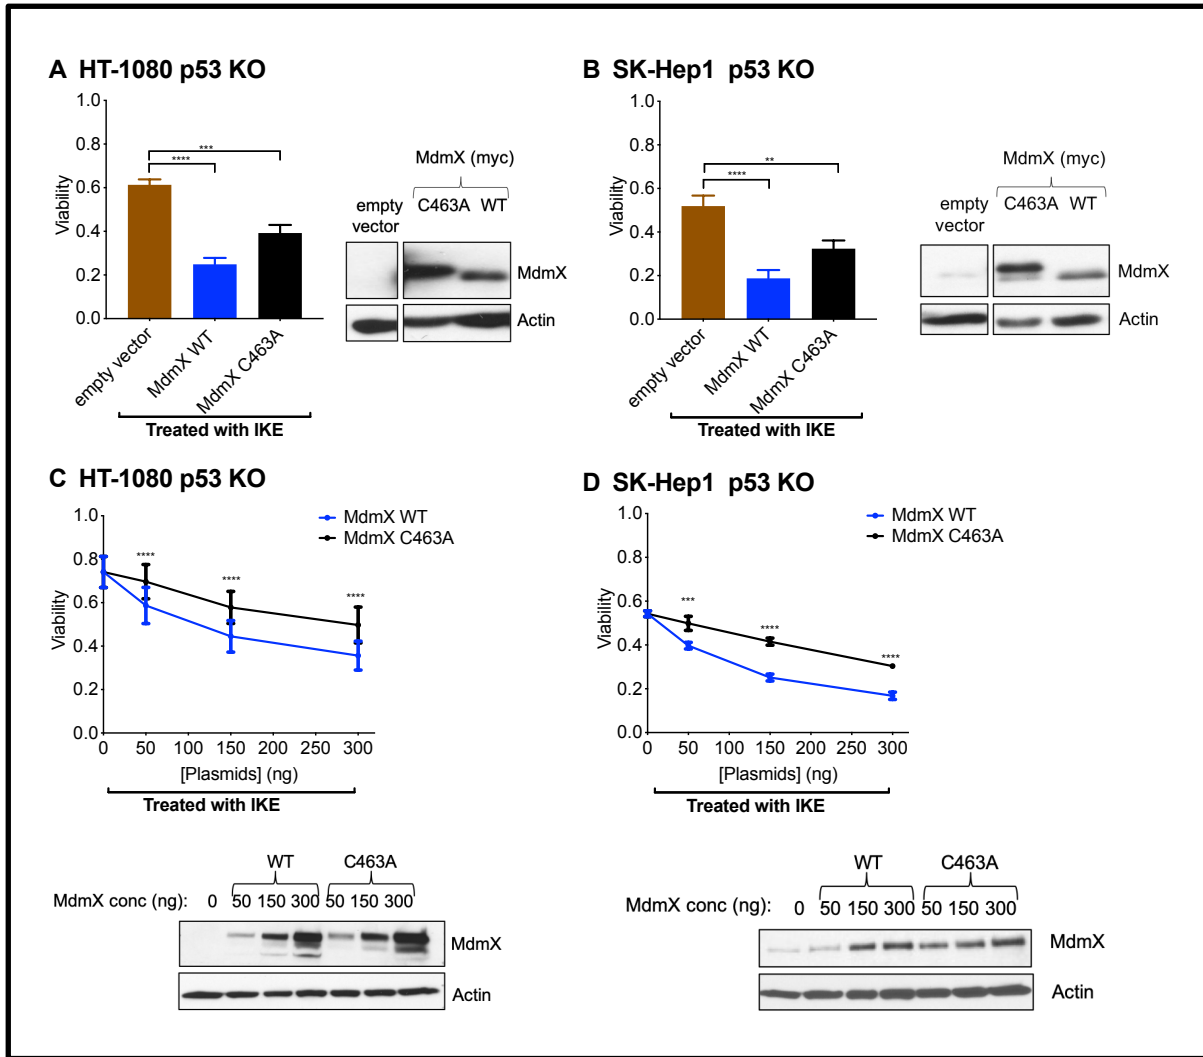 A HT-1080 p53 KO
1.0
0.8
0.6
0.4
0.2
0.0
Viability
***
****
empty vector
MdmX WT
MdmX C463A
Treated with IKE
MdmX (myc)
empty
vector
C463A WT
MdmX
Actin
B SK-Hep1 p53 KO
1.0
0.8
0.6
0.4
0.2
0.0
Viability
**
****
empty vector
MdmX WT
MdmX C463A
Treated with IKE
MdmX (myc)
empty
vector
C463A WT
MdmX
Actin
C HT-1080 p53 KO
MdmX WT
MdmX C463A
1.0
0.8
0.6
0.4
0.2
0.0
Viability
**** **** ****
0 50 100 150 200 250 300
[Plasmids] (ng)
Treated with IKE
WT C463A
MdmX conc (ng): 0 50 150 300 50 150 300
MdmX
Actin
D SK-Hep1 p53 KO
MdmX WT
MdmX C463A
1.0
0.8
0.6
0.4
0.2
0.0
Viability
*** **** ****
0 50 100 150 200 250 300
[Plasmids] (ng)
Treated with IKE
WT C463A
MdmX conc (ng): 0 50 150 300 50 150 300
MdmX
Actin